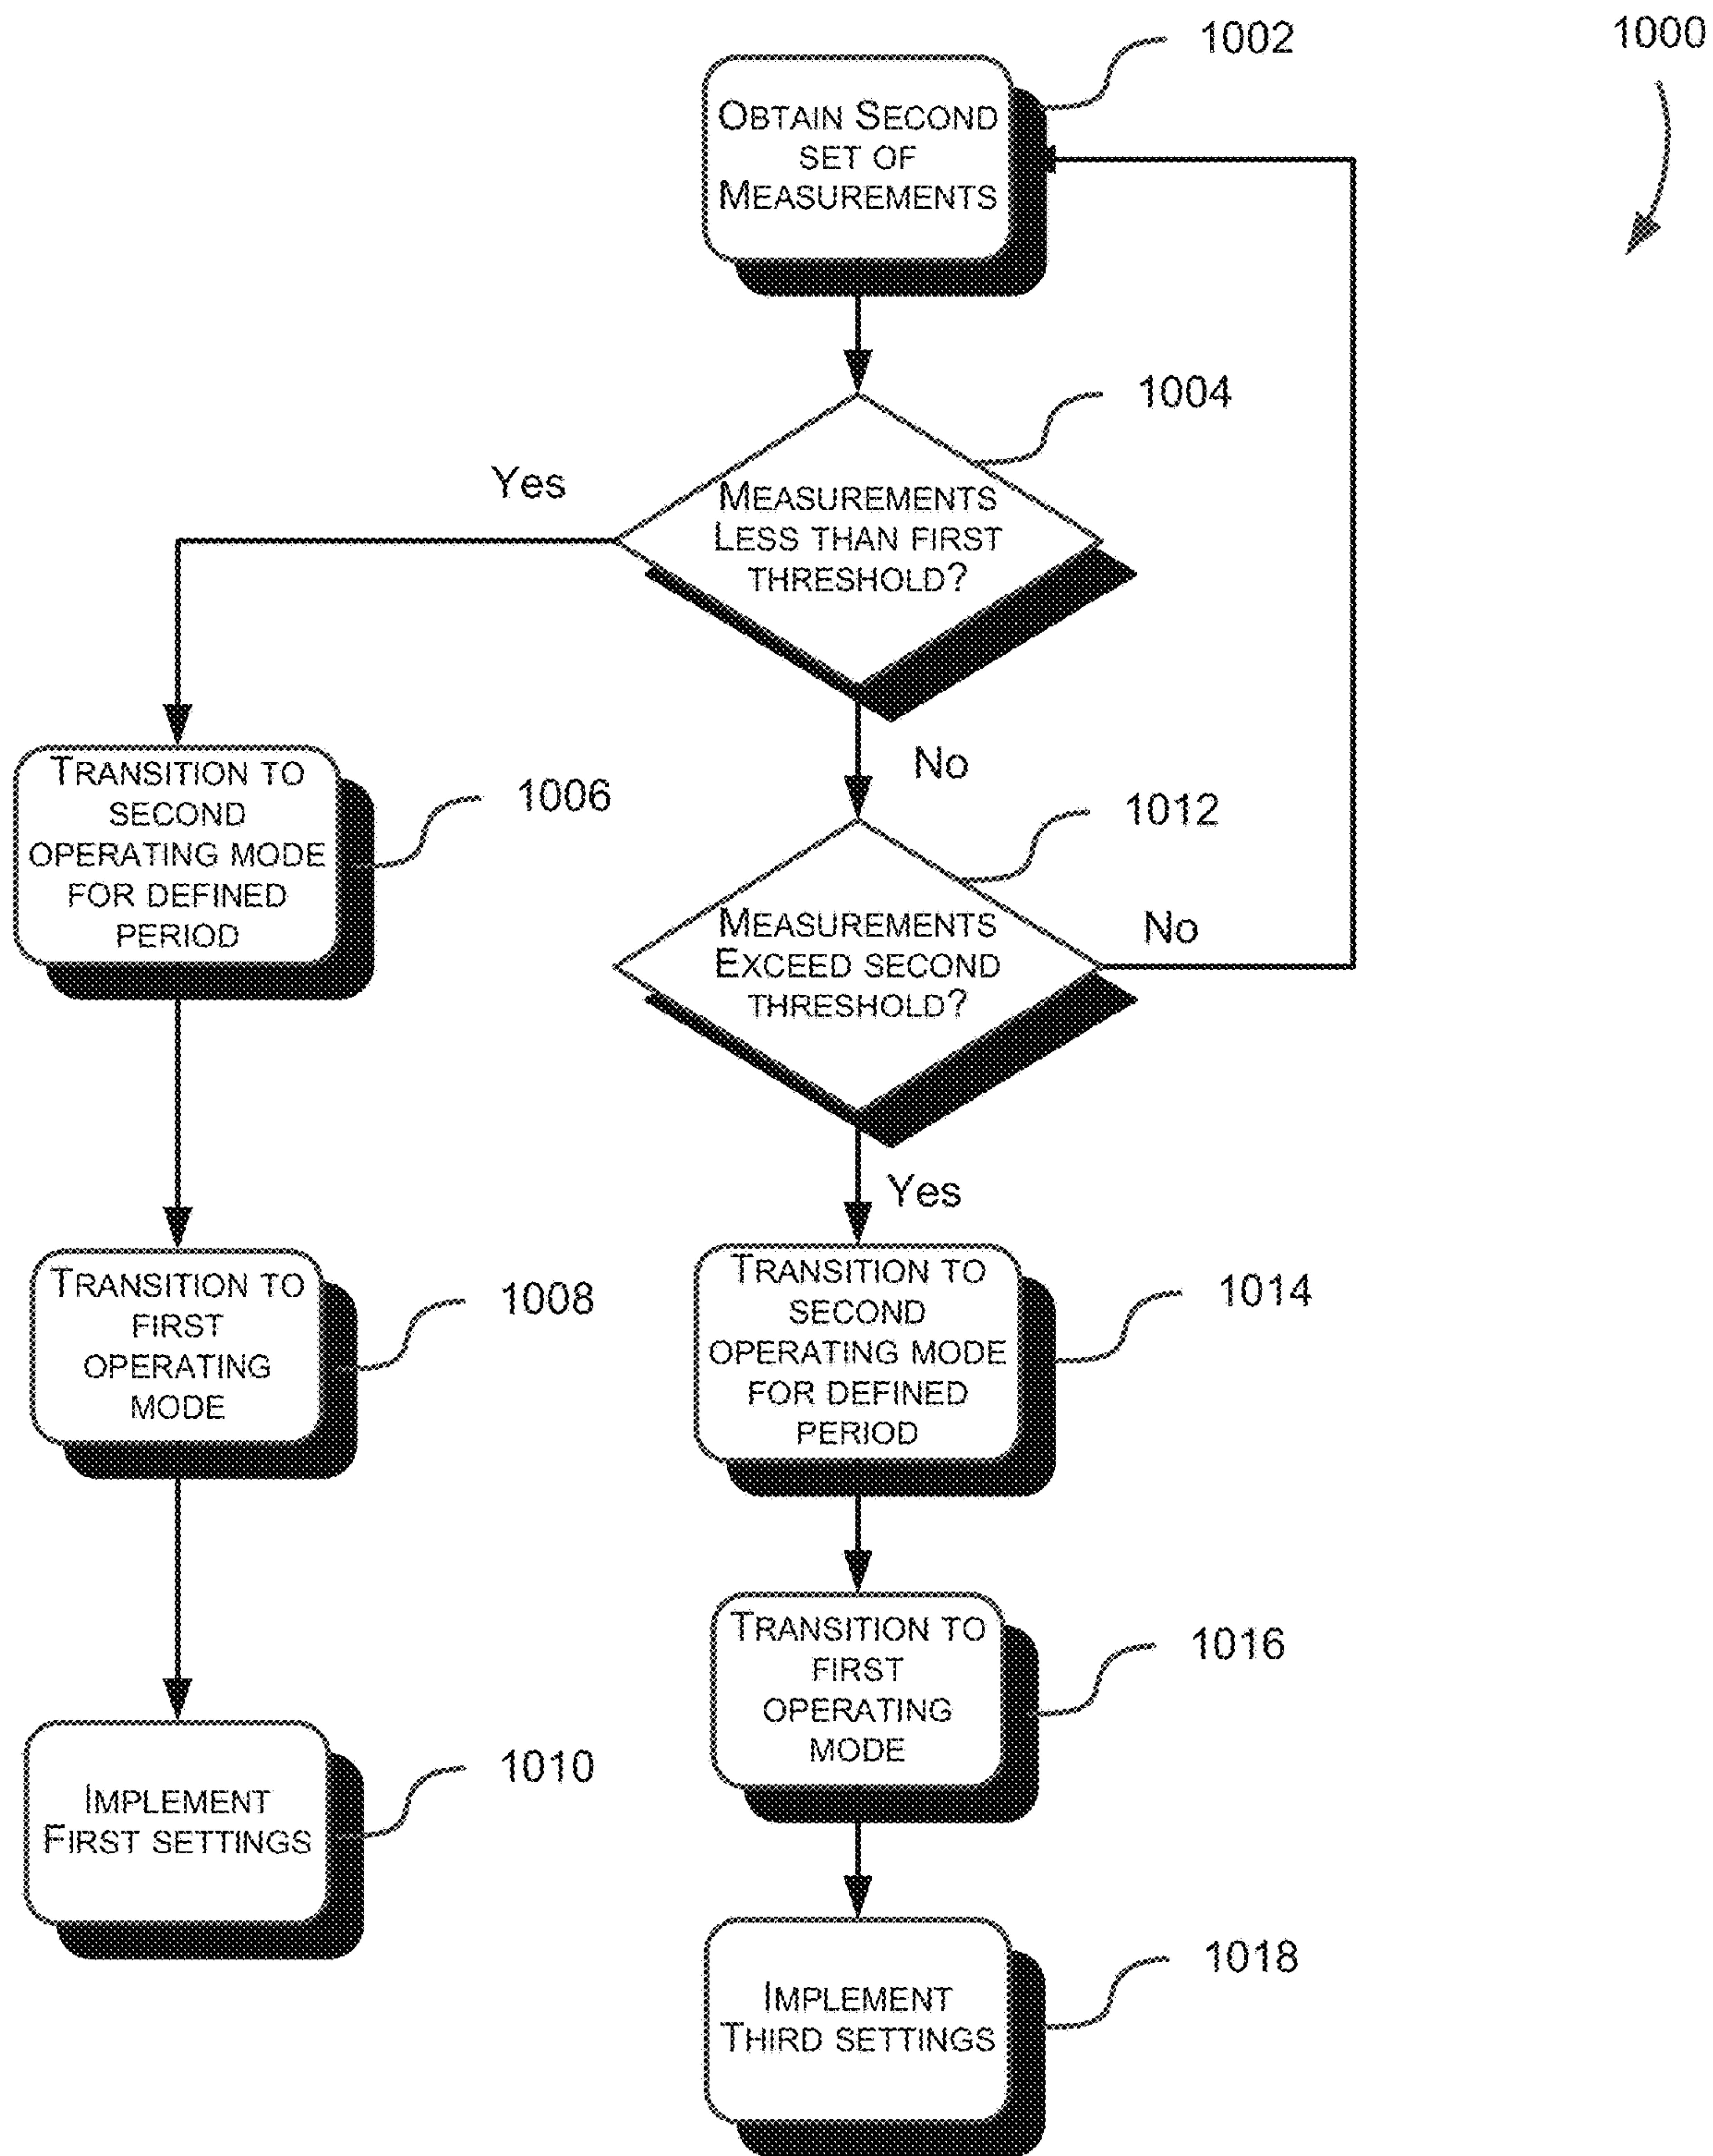 1000
1002
OBTAIN SECOND
SET OF
MEASUREMENTS
1004
Yes
MEASUREMENTS
LESS THAN FIRST
THRESHOLD?
No
TRANSITION TO
SECOND
OPERATING MODE
FOR DEFINED
PERIOD
1006
1012
MEASUREMENTS
EXCEED SECOND
THRESHOLD?
No
Yes
TRANSITION TO
FIRST
OPERATING
MODE
1008
TRANSITION TO
SECOND
OPERATING MODE
FOR DEFINED
PERIOD
1014
TRANSITION TO
FIRST
OPERATING
MODE
1016
IMPLEMENT
FIRST SETTINGS
1010
IMPLEMENT
THIRD SETTINGS
1018